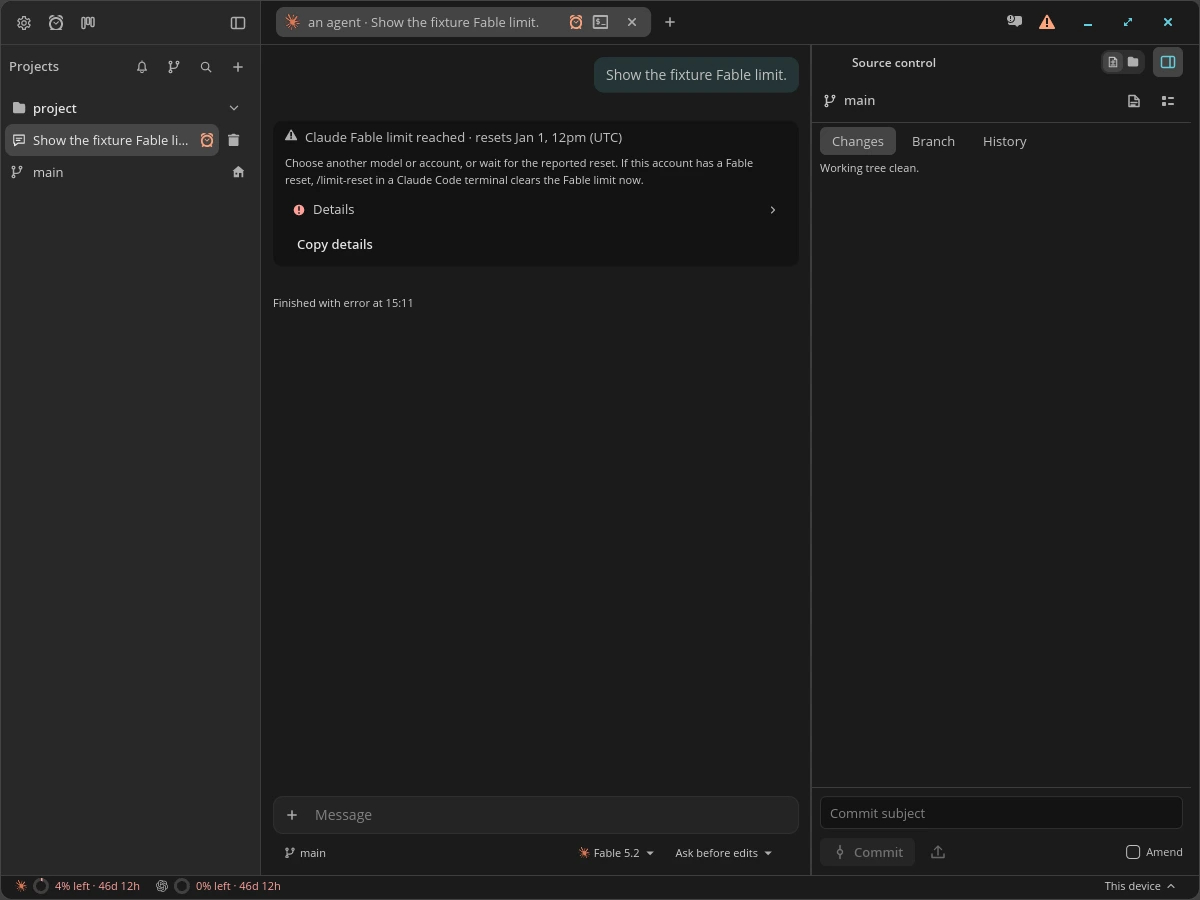 an agent · Show the fixture Fable limit.
Projects
project
Show the fixture Fable li...
main
Show the fixture Fable limit.
Claude Fable limit reached · resets Jan 1, 12pm (UTC)
Choose another model or account, or wait for the reported reset. If this account has a Fable
reset, /limit-reset in a Claude Code terminal clears the Fable limit now.
Details
Copy details
Finished with error at 15:11
Message
main
Fable 5.2
Ask before edits
Source control
main
Changes
Branch
History
Working tree clean.
Commit subject
Commit
Amend
4% left · 46d 12h
0% left · 46d 12h
This device